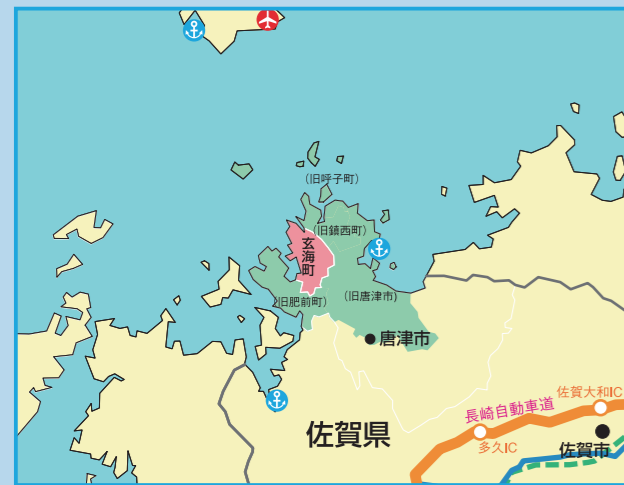 （旧呼子町）
（旧鎮西町）
玄海町
（旧唐津市）
（旧肥前町）
唐津市
佐賀大和IC
長崎自動車道
佐賀県
多久IC
佐賀市